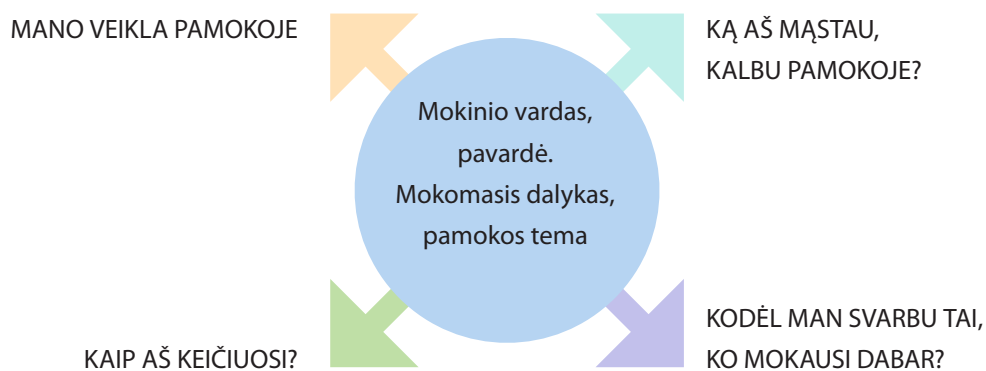 MANO VEIKLA PAMOKOJE
KĄ AŠ MĄSTAU,
KALBU PAMOKOJE?
Mokinio vardas,
pavardė.
Mokomasis dalykas,
pamokos tema
KAIP AŠ KEIČIUOSI?
KODĖL MAN SVARBU TAI,
KO MOKAUSI DABAR?